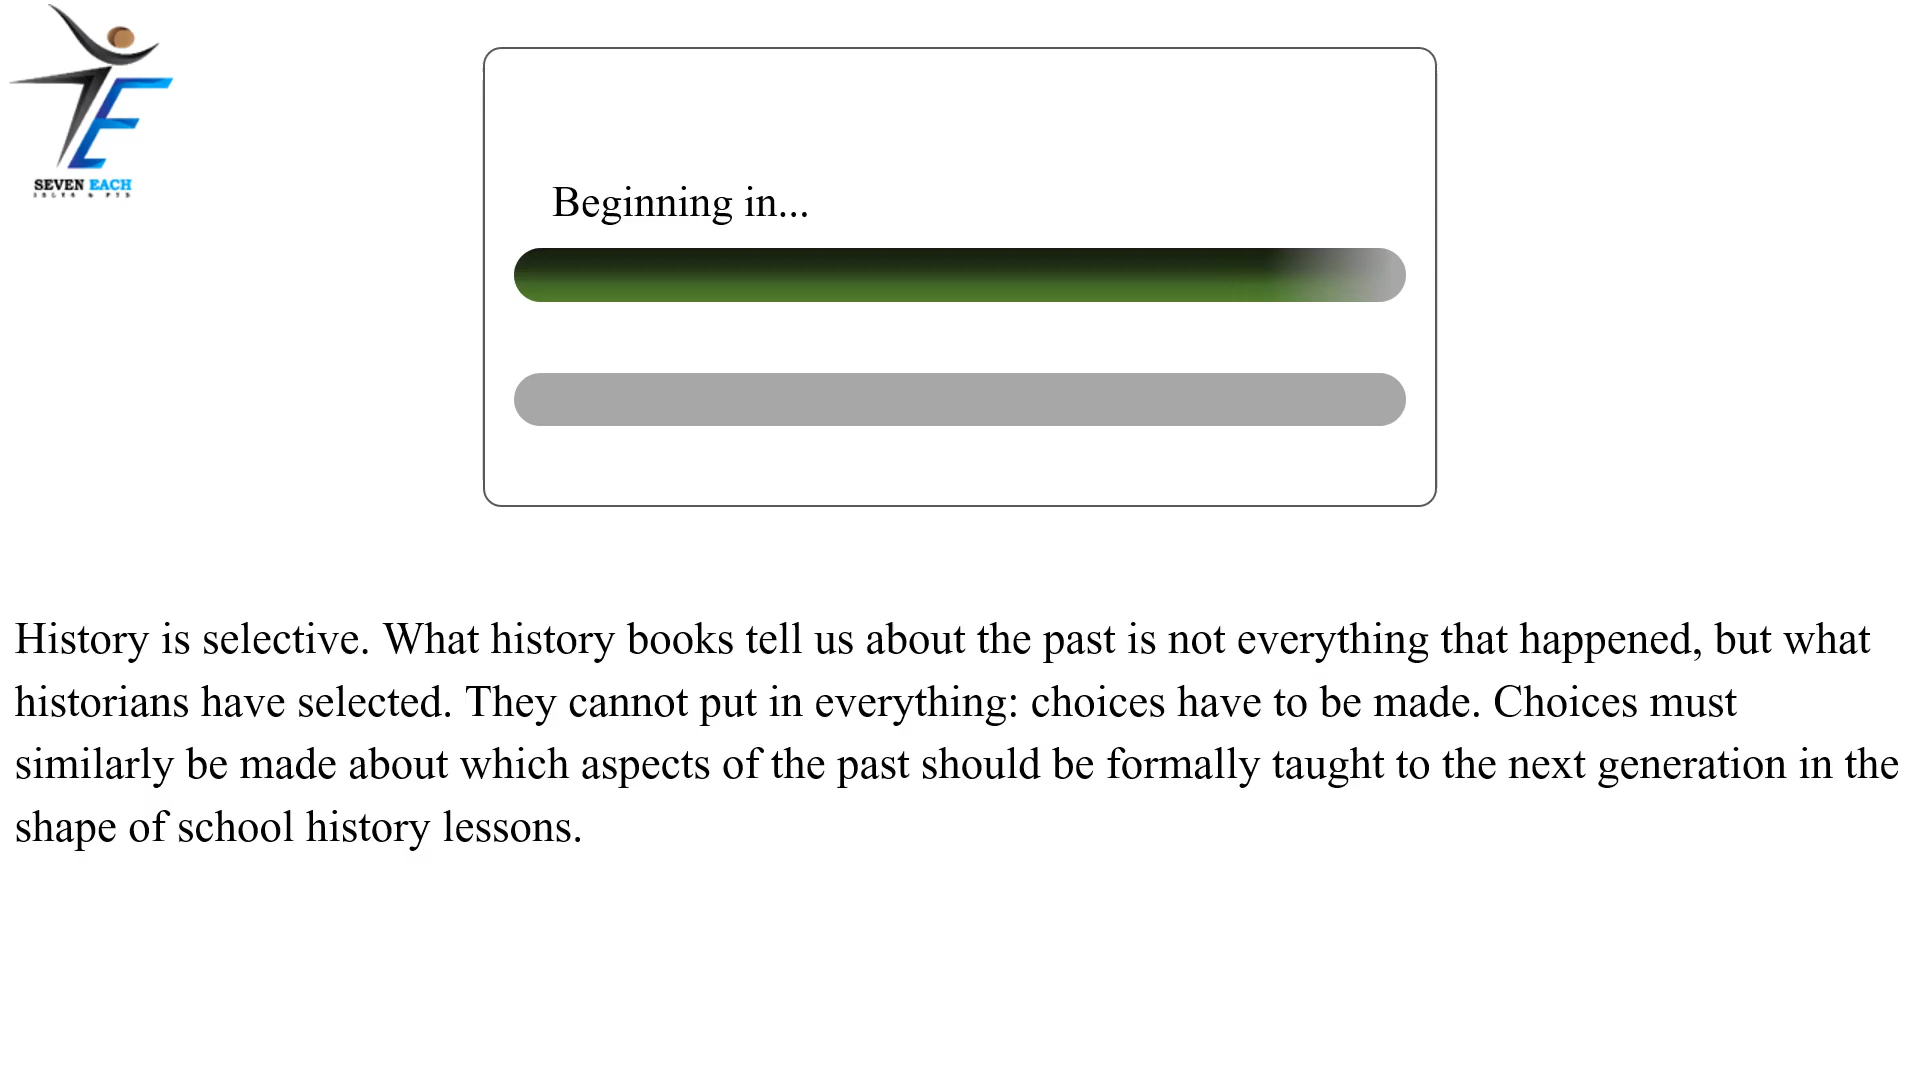 SEVEN EACH
IELTS & PTE
Beginning in...
History is selective. What history books tell us about the past is not everything that happened, but what
historians have selected. They cannot put in everything: choices have to be made. Choices must
similarly be made about which aspects of the past should be formally taught to the next generation in the
shape of school history lessons.